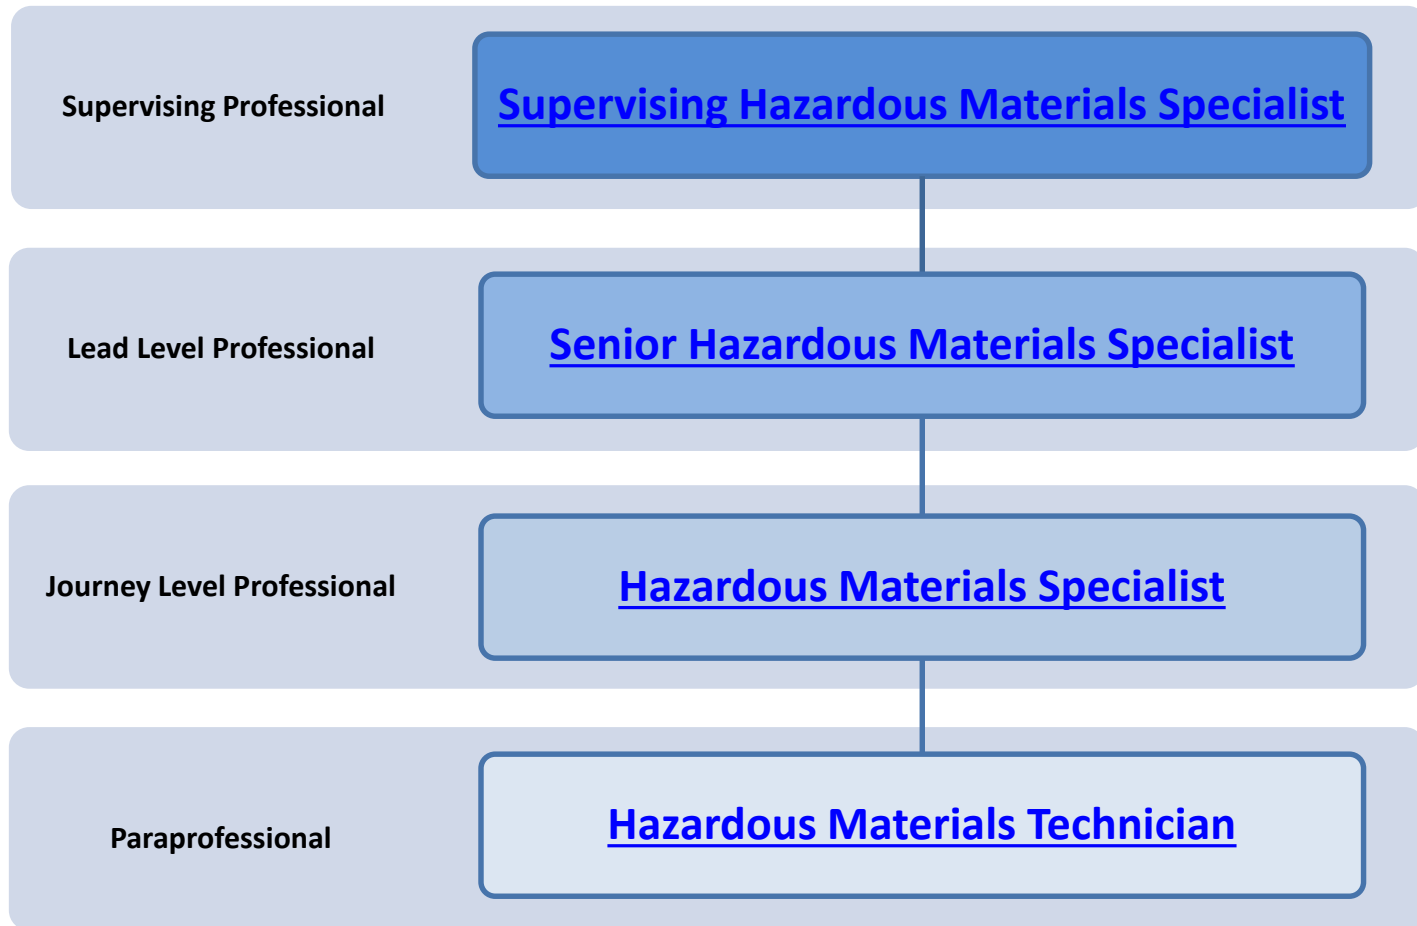 Supervising Professional
Supervising Hazardous Materials Specialist
Lead Level Professional
Senior Hazardous Materials Specialist
Journey Level Professional
Hazardous Materials Specialist
Paraprofessional
Hazardous Materials Technician